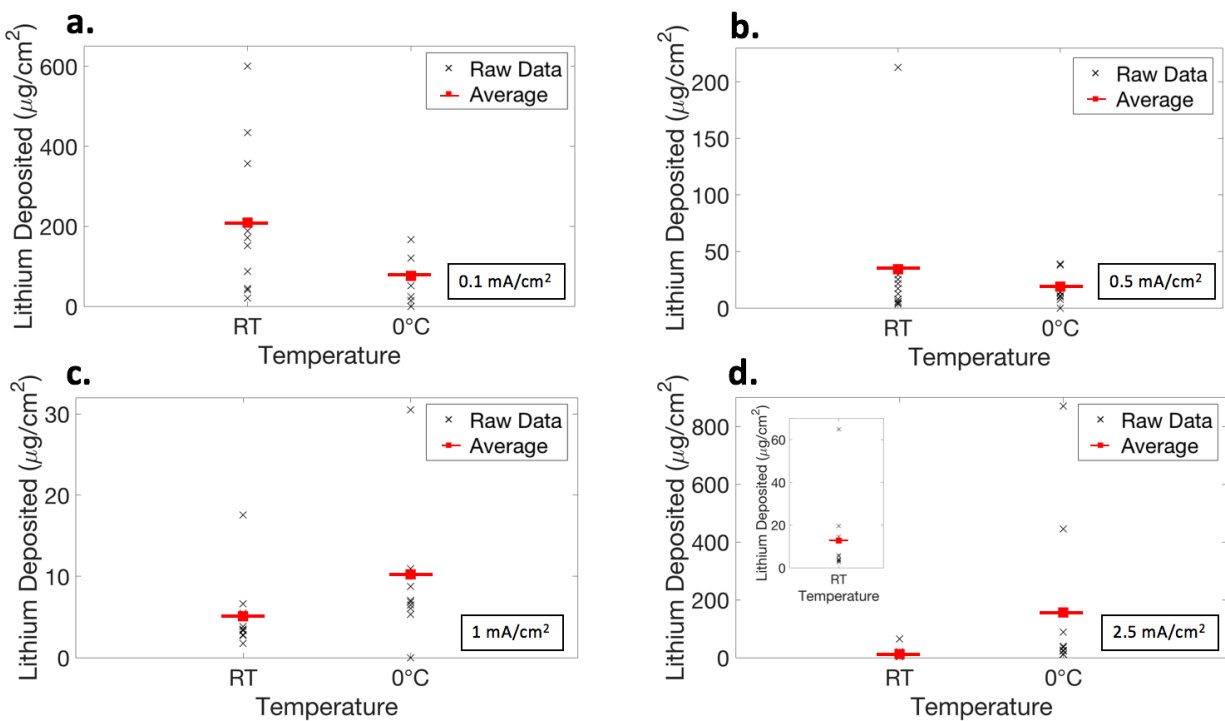 a.
Lithium Deposited (μg/cm²)
600
400
200
0
× Raw Data
Average
0.1 mA/cm²
RT
0°C
Temperature
b.
Lithium Deposited (μg/cm²)
200
150
100
50
0
× Raw Data
Average
0.5 mA/cm²
RT
0°C
Temperature
c.
Lithium Deposited (μg/cm²)
30
20
10
0
× Raw Data
Average
1 mA/cm²
RT
0°C
Temperature
d.
Lithium Deposited (μg/cm²)
800
600
400
200
0
× Raw Data
Average
Lithium Deposited (μg/cm²)
60
40
20
0
RT
Temperature
2.5 mA/cm²
RT
0°C
Temperature